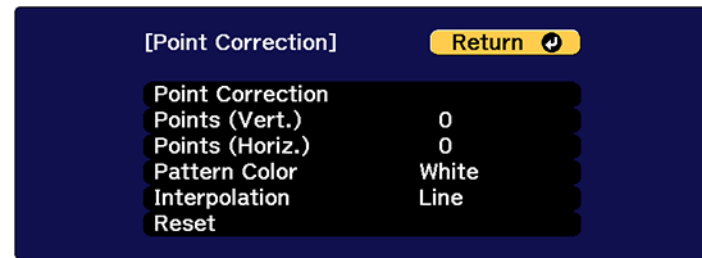 [Point Correction] Return
Point Correction
Points (Vert.) 0
Points (Horiz.) 0
Pattern Color White
Interpolation Line
Reset